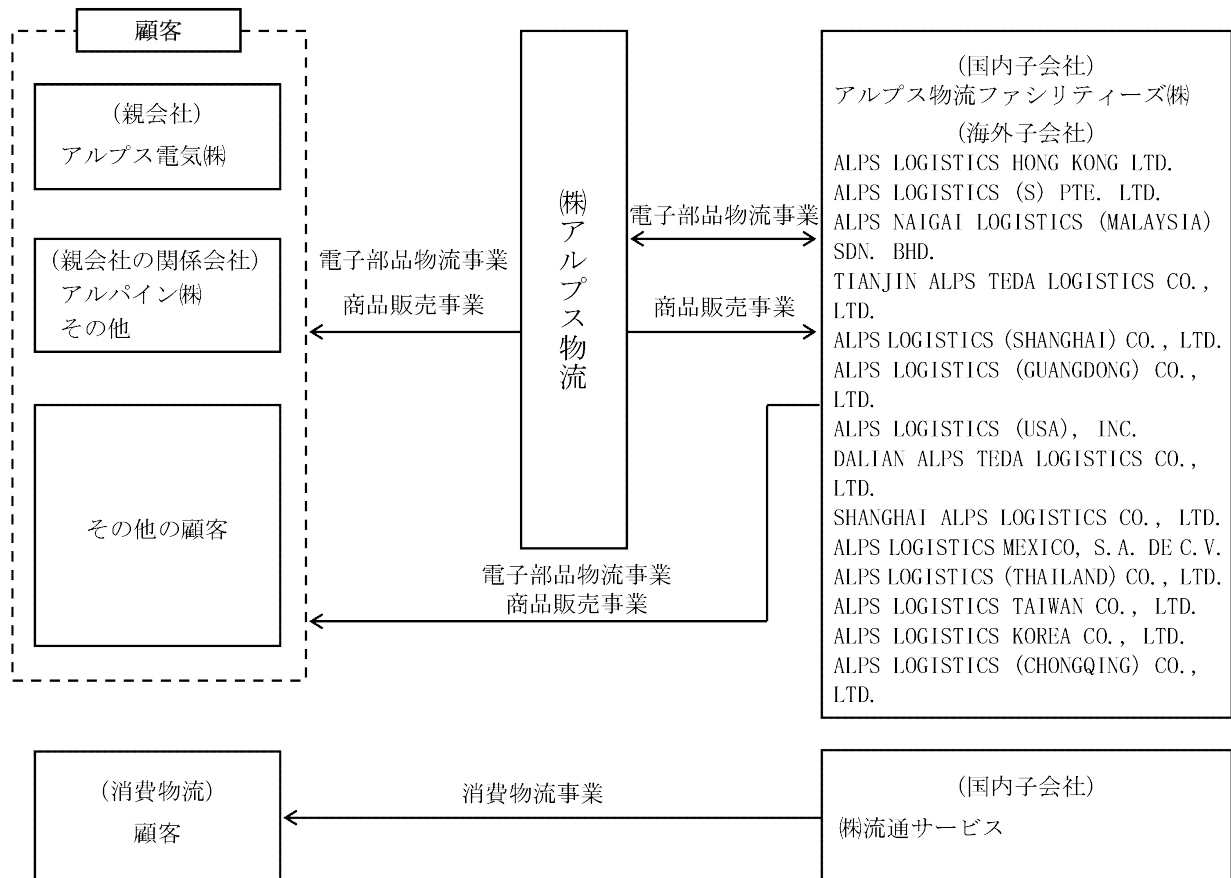 顧客
(親会社)
アルプス電気㈱
(親会社の関係会社)
アルパイン㈱
その他
その他の顧客
電子部品物流事業
商品販売事業
㈱アルプス物流
電子部品物流事業
商品販売事業
電子部品物流事業
商品販売事業
(国内子会社)
アルプス物流ファシリティーズ㈱
(海外子会社)
ALPS LOGISTICS HONG KONG LTD.
ALPS LOGISTICS (S) PTE. LTD.
ALPS NAIGAI LOGISTICS (MALAYSIA)
SDN. BHD.
TIANJIN ALPS TEDA LOGISTICS CO.,
LTD.
ALPS LOGISTICS (SHANGHAI) CO., LTD.
ALPS LOGISTICS (GUANGDONG) CO.,
LTD.
ALPS LOGISTICS (USA), INC.
DALIAN ALPS TEDA LOGISTICS CO.,
LTD.
SHANGHAI ALPS LOGISTICS CO., LTD.
ALPS LOGISTICS MEXICO, S.A. DE C.V.
ALPS LOGISTICS (THAILAND) CO., LTD.
ALPS LOGISTICS TAIWAN CO., LTD.
ALPS LOGISTICS KOREA CO., LTD.
ALPS LOGISTICS (CHONGQING) CO.,
LTD.
(消費物流)
顧客
消費物流事業
(国内子会社)
㈱流通サービス